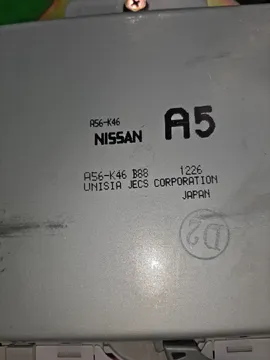 A56-K46
NISSAN A5
A56-K46 B88 1226
UNISIA JECS CORPORATION
JAPAN
D2